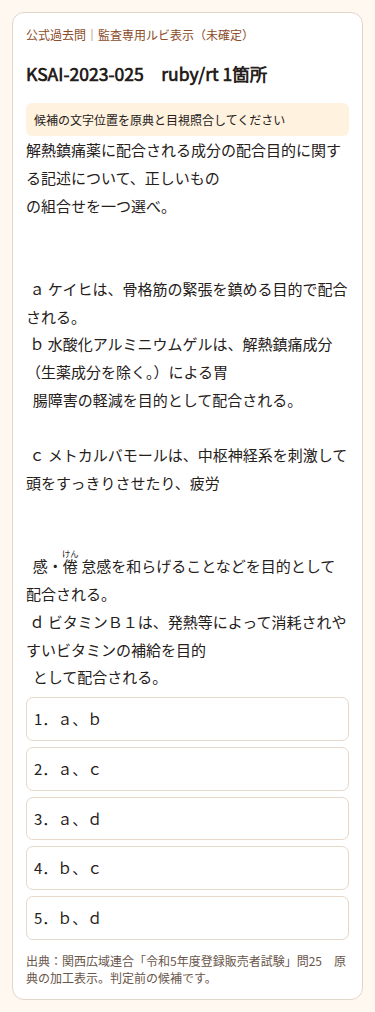 公式過去問｜監査専用ルビ表示（未確定）
KSAI-2023-025　ruby/rt 1箇所
候補の文字位置を原典と目視照合してください
解熱鎮痛薬に配合される成分の配合目的に関す
る記述について、正しいもの
の組合せを一つ選べ。
ａ ケイヒは、骨格筋の緊張を鎮める目的で配合
される。
ｂ 水酸化アルミニウムゲルは、解熱鎮痛成分
（生薬成分を除く。）による胃
腸障害の軽減を目的として配合される。
ｃ メトカルバモールは、中枢神経系を刺激して
頭をすっきりさせたり、疲労
けん
感・倦 怠感を和らげることなどを目的として
配合される。
ｄ ビタミンＢ１は、発熱等によって消耗されや
すいビタミンの補給を目的
として配合される。
1．ａ、ｂ
2．ａ、ｃ
3．ａ、ｄ
4．ｂ、ｃ
5．ｂ、ｄ
出典：関西広域連合「令和5年度登録販売者試験」問25　原
典の加工表示。判定前の候補です。